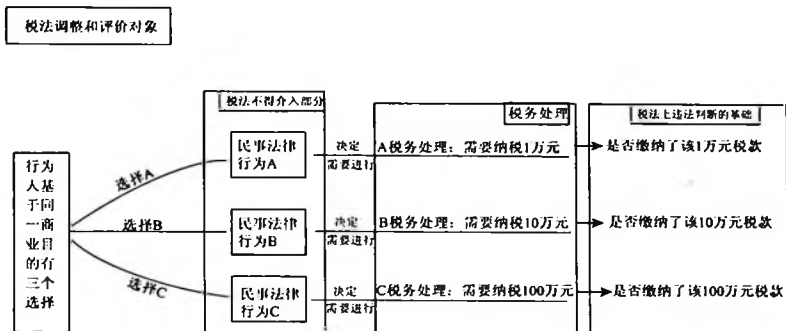 税法调整和评价对象
税法不得介入部分
税务处理
税法上违法判断的基础
行为
人基
于同
一商
业目
的有
三个
选择
选择A
选择B
选择C
民事法律
行为A
民事法律
行为B
民事法律
行为C
决定
需要进行
决定
需要进行
决定
需要进行
A税务处理：需要纳税1万元
B税务处理：需要纳税10万元
C税务处理：需要纳税100万元
是否缴纳了该1万元税款
是否缴纳了该10万元税款
是否缴纳了该100万元税款